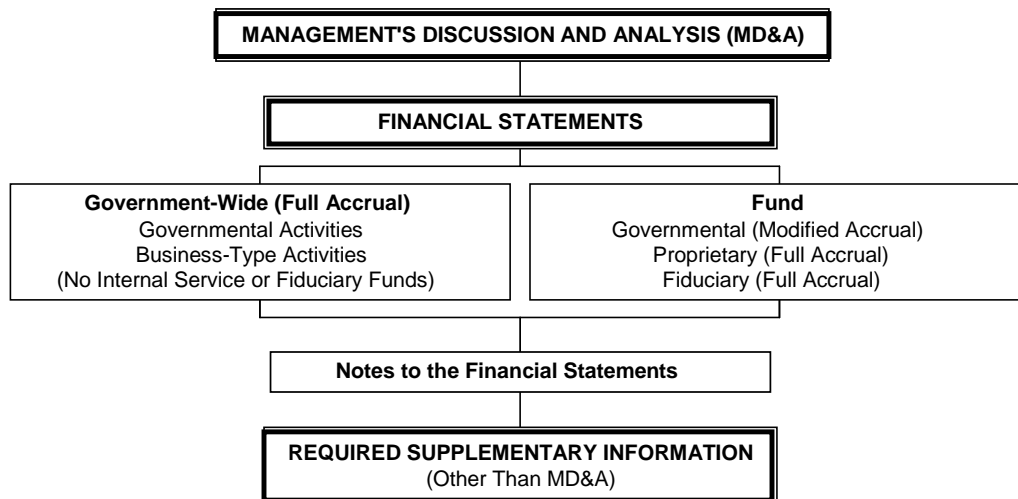 MANAGEMENT'S DISCUSSION AND ANALYSIS (MD&A)
FINANCIAL STATEMENTS
Government-Wide (Full Accrual)
Governmental Activities
Business-Type Activities
(No Internal Service or Fiduciary Funds)
Fund
Governmental (Modified Accrual)
Proprietary (Full Accrual)
Fiduciary (Full Accrual)
Notes to the Financial Statements
REQUIRED SUPPLEMENTARY INFORMATION
(Other Than MD&A)